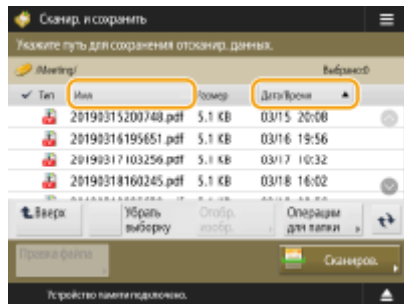 Сканир. и сохранить
Укажите путь для сохранения отсканир. данных.
/Meeting/ Выбрано:0
Тип Имя Размер Дата/Время
20190315200748.pdf 5.1 KB 03/15 20:08
20190316195651.pdf 5.1 KB 03/16 19:56
20190317103256.pdf 5.1 KB 03/17 10:32
20190318160245.pdf 5.1 KB 03/18 16:02
Вверх Убрать выборку Отобр. изобр. Операции для папки
Правка файла Сканиров.
Устройство памяти подключено.